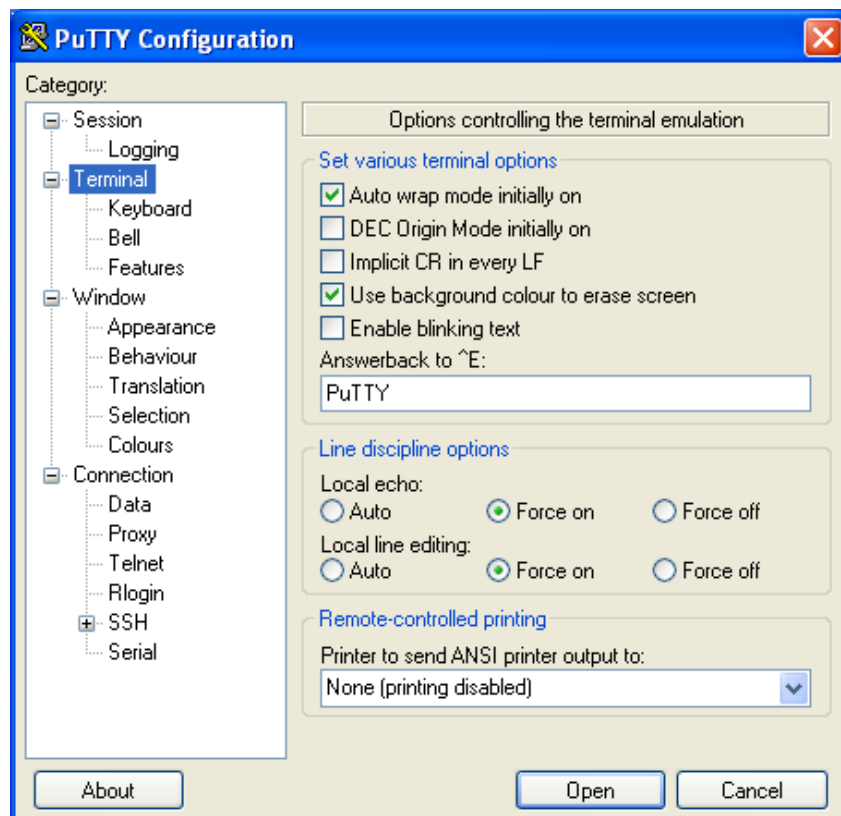 PuTTY Configuration
Category:
Session
Logging
Terminal
Keyboard
Bell
Features
Window
Appearance
Behaviour
Translation
Selection
Colours
Connection
Data
Proxy
Telnet
Rlogin
SSH
Serial
Options controlling the terminal emulation
Set various terminal options
Auto wrap mode initially on
DEC Origin Mode initially on
Implicit CR in every LF
Use background colour to erase screen
Enable blinking text
Answerback to ^E:
PuTTY
Line discipline options
Local echo:
Auto Force on Force off
Local line editing:
Auto Force on Force off
Remote-controlled printing
Printer to send ANSI printer output to:
None (printing disabled)
About Open Cancel